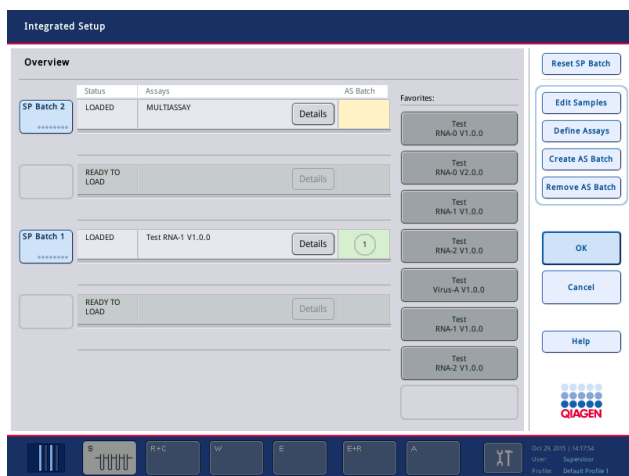 Integrated Setup
Overview
Reset SP Batch
Status Assays AS Batch
Favorites:
SP Batch 2 LOADED MULTIASSAY Details
Edit Samples
Test
RNA-0 V1.0.0
Define Assays
Test
RNA-0 V2.0.0
Create AS Batch
READY TO
LOAD Details
Remove AS Batch
Test
RNA-1 V1.0.0
SP Batch 1 LOADED Test RNA-1 V1.0.0 Details 1
Test
RNA-2 V1.0.0
OK
Test
Virus-A V1.0.0
Cancel
READY TO
LOAD Details
Test
RNA-1 V1.0.0
Help
Test
RNA-2 V1.0.0
QIAGEN
S R+C W E E+R A
Oct 29, 2015 | 14:17:54
User: Supervisor
Profile: Default Profile 1